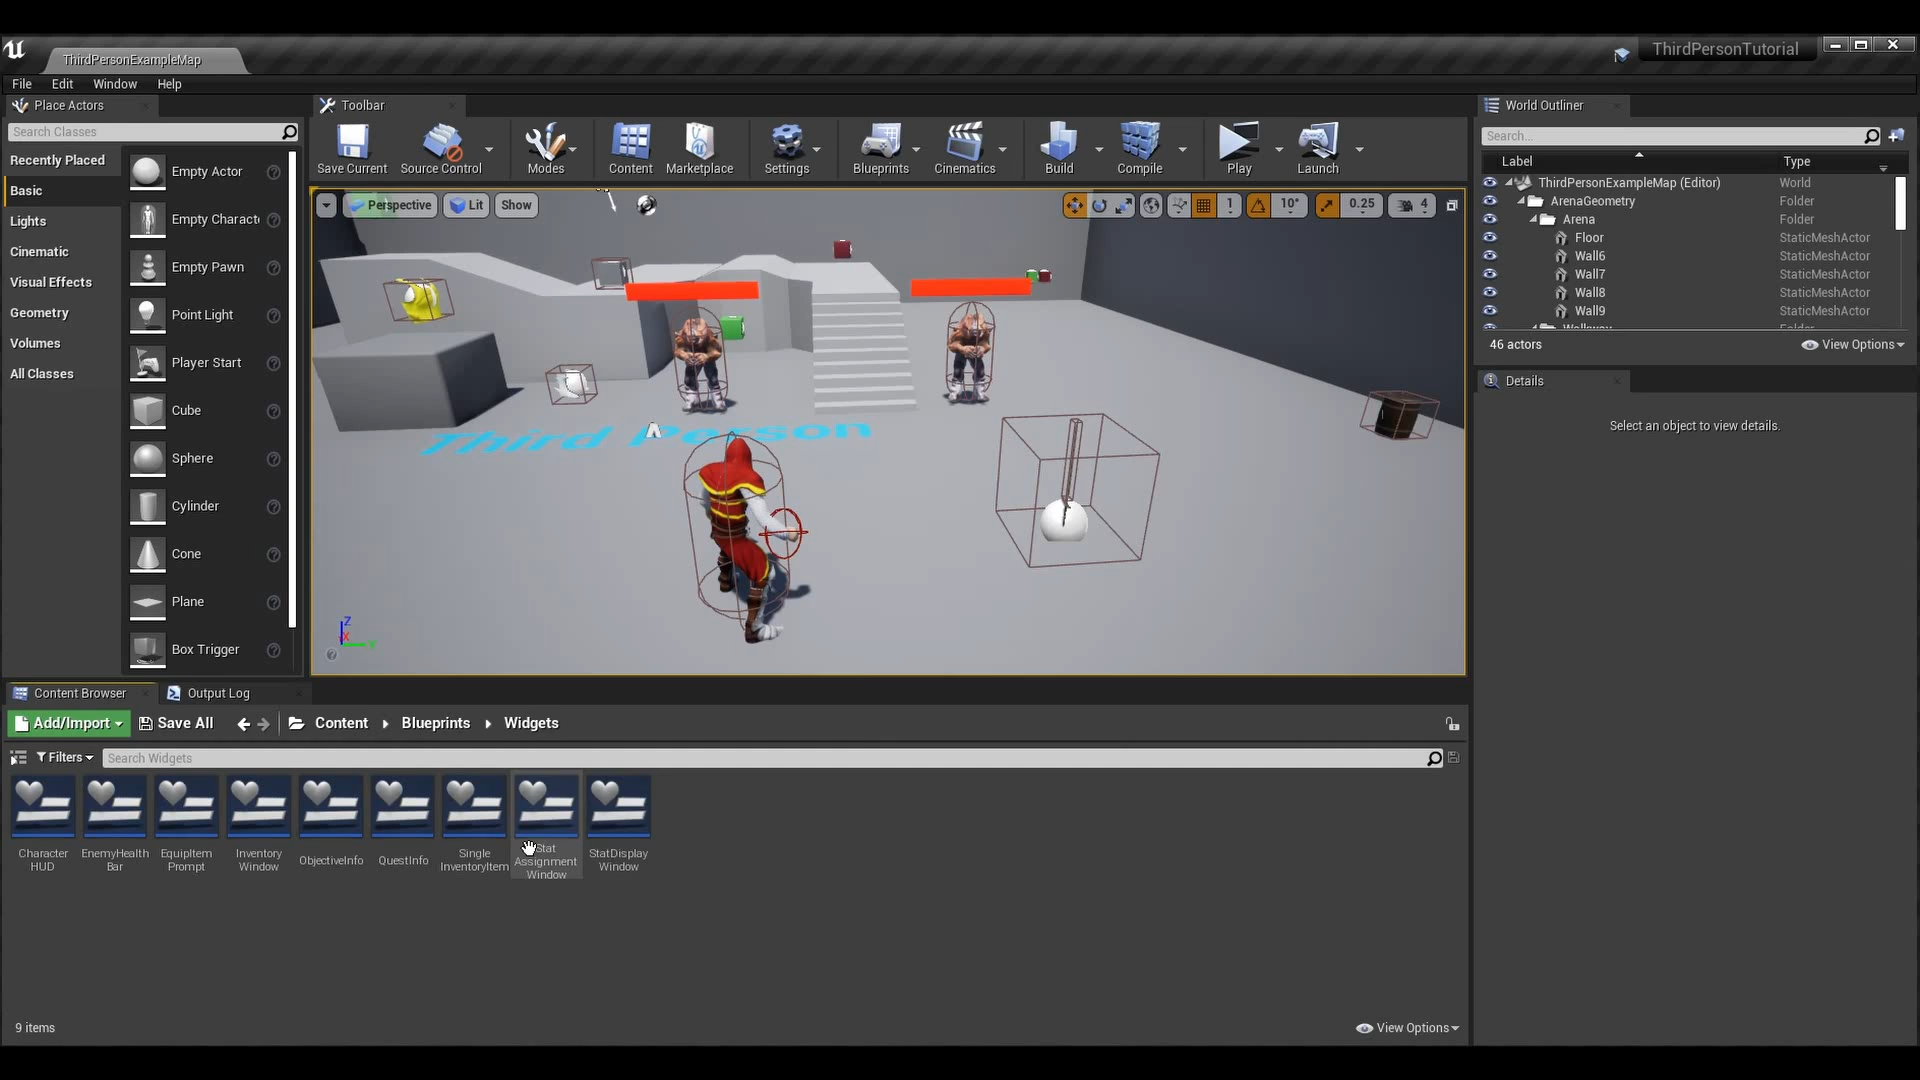 ThirdPersonExampleMap
ThirdPersonTutorial
File Edit Window Help
Place Actors
Search Classes
Recently Placed
Basic
Lights
Cinematic
Visual Effects
Geometry
Volumes
All Classes
Empty Actor
Empty Charact
Empty Pawn
Point Light
Player Start
Cube
Sphere
Cylinder
Cone
Plane
Box Trigger
Toolbar
Save Current Source Control Modes Content Marketplace Settings Blueprints Cinematics Build Compile Play Launch
Perspective Lit Show
1 10° 0.25 4
Third Person
Z
X
Y
World Outliner
Search...
Label Type
ThirdPersonExampleMap (Editor) World
ArenaGeometry Folder
Arena Folder
Floor StaticMeshActor
Wall6 StaticMeshActor
Wall7 StaticMeshActor
Wall8 StaticMeshActor
Wall9 StaticMeshActor
Walkway Folder
46 actors View Options
Details
Select an object to view details.
Content Browser Output Log
Add/Import Save All Content Blueprints Widgets
Filters Search Widgets
Character
HUD
EnemyHealth
Bar
EquipItem
Prompt
Inventory
Window
ObjectiveInfo
QuestInfo
Single
InventoryItem
Stat
Assignment
Window
StatDisplay
Window
9 items View Options